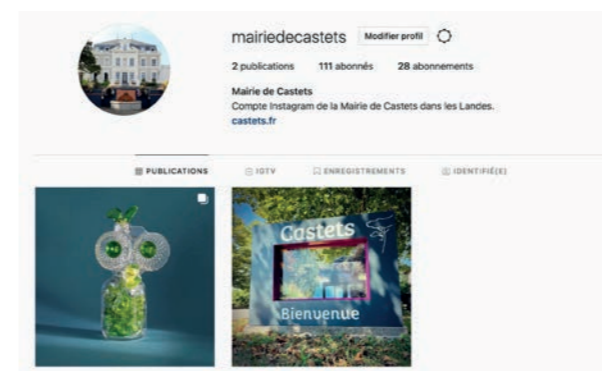 mairiedecastets Modifier profil
2 publications 111 abonnés 28 abonnements
Mairie de Castets
Compte Instagram de la Mairie de Castets dans les Landes.
castets.fr
PUBLICATIONS IGTV ENREGISTREMENTS IDENTIFIÉ(E)
Castets
Bienvenue